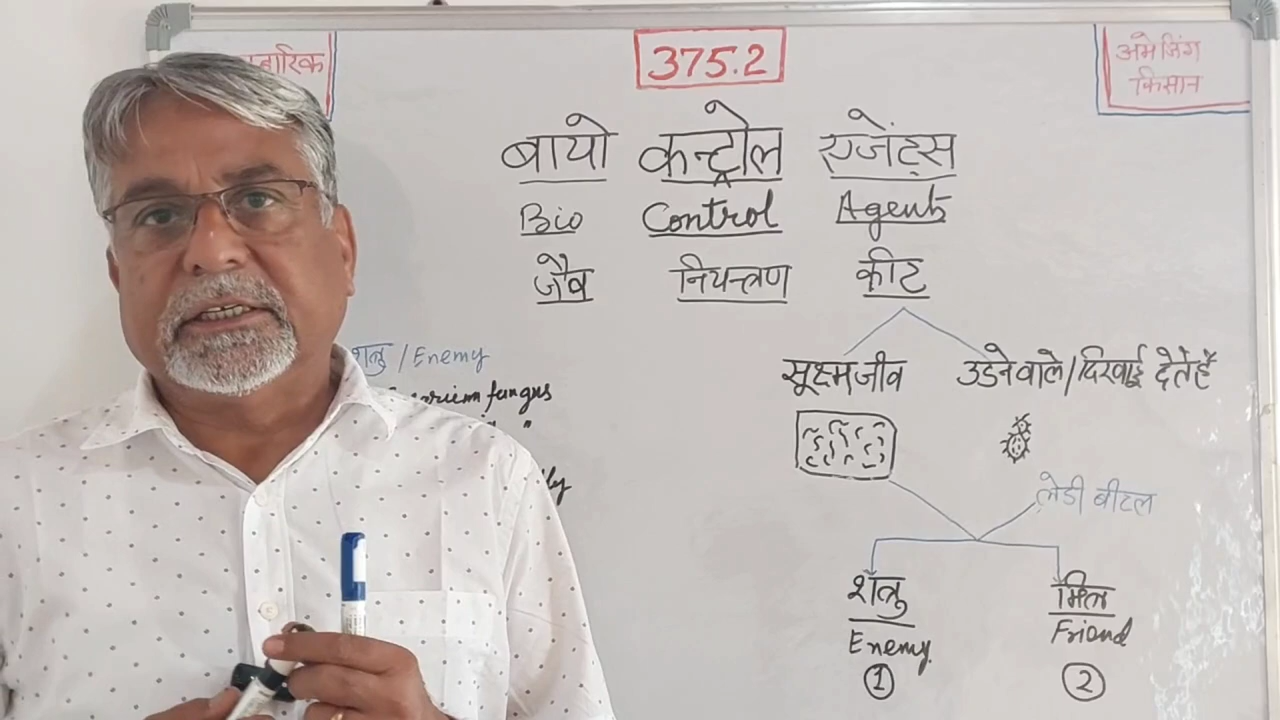 375.2
अमेजिंग
किसान
बायो कन्ट्रोल एजेंट्स
Bio Control Agents
जैव नियन्त्रण कीट
शत्रु / Enemy
fungus
"
सूक्ष्मजीव उडने वाले / दिखाई देते है
लेडी बीटल
शत्रु मित्र
Enemy Friend
1 2